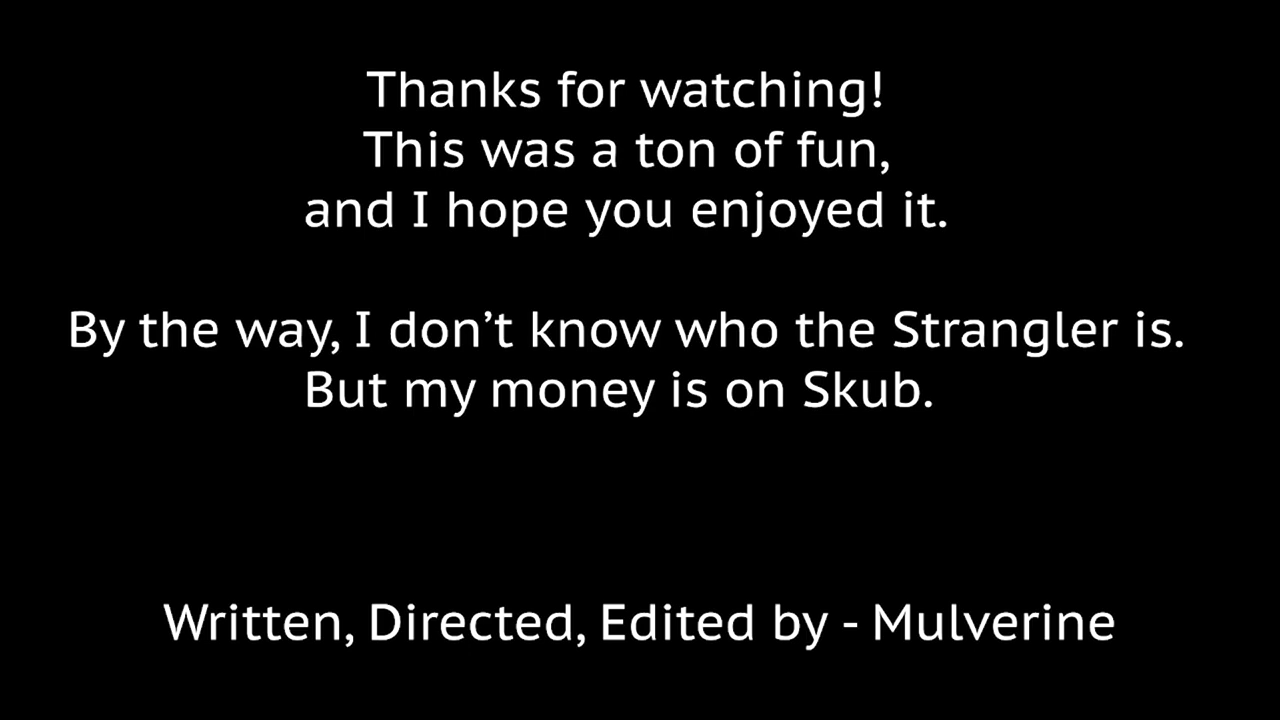 Thanks for watching!
This was a ton of fun,
and I hope you enjoyed it.
By the way, I don’t know who the Strangler is.
But my money is on Skub.
Written, Directed, Edited by - Mulverine